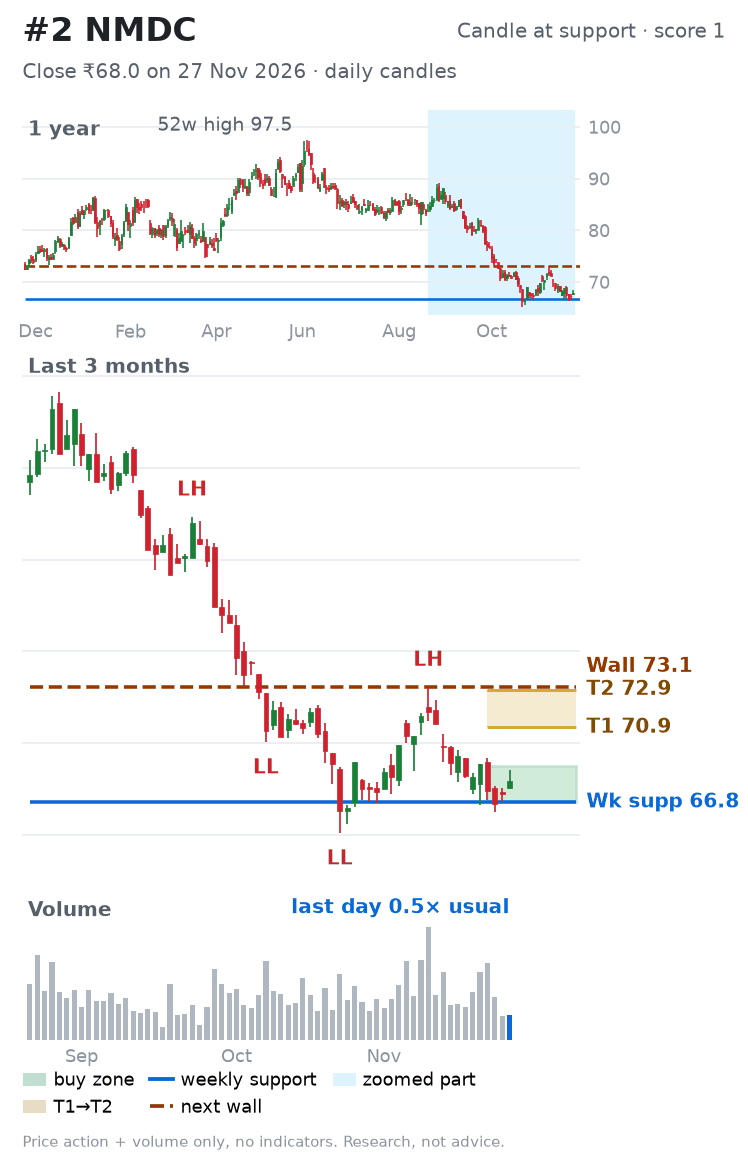 #2 NMDC
Candle at support · score 1
Close ₹68.0 on 27 Nov 2026 · daily candles
1 year
52w high 97.5
100
90
80
70
Dec Feb Apr Jun Aug Oct
Last 3 months
LH
LH
Wall 73.1
T2 72.9
T1 70.9
LL
Wk supp 66.8
LL
Volume
last day 0.5× usual
Sep Oct Nov
buy zone weekly support zoomed part
T1→T2 next wall
Price action + volume only, no indicators. Research, not advice.